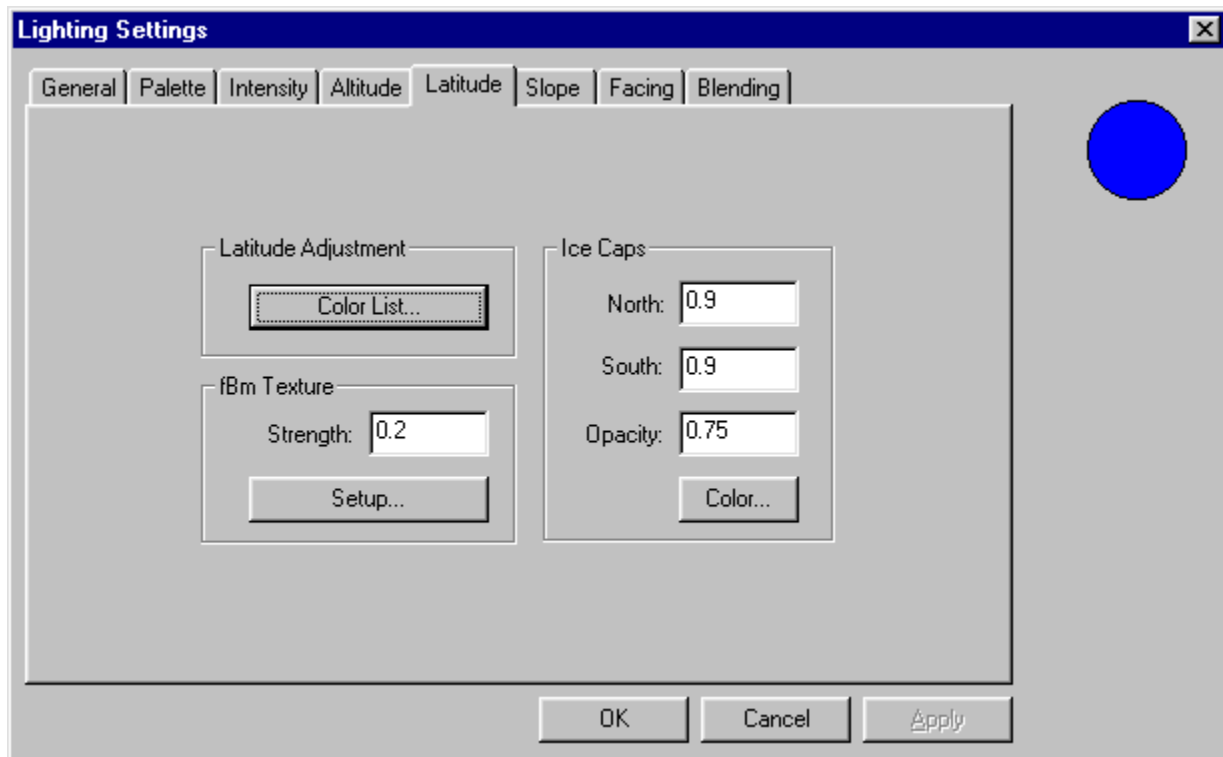 Lighting Settings
General Palette Intensity Altitude Latitude Slope Facing Blending
Latitude Adjustment
Color List...
fBm Texture
Strength: 0.2
Setup...
Ice Caps
North: 0.9
South: 0.9
Opacity: 0.75
Color...
OK Cancel Apply